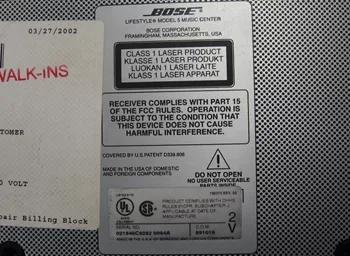 03/27/2002
WALK-INS
TOMER
0 VOLT
pair Billing Block
BOSE
LIFESTYLE® MODEL 5 MUSIC CENTER
BOSE CORPORATION
FRAMINGHAM, MASSACHUSETTS, USA
CLASS 1 LASER PRODUCT
KLASSE 1 LASER PRODUKT
LUOKAN 1 LASER LAITE
KLASS 1 LASER APPARAT
RECEIVER COMPLIES WITH PART 15
OF THE FCC RULES. OPERATION IS
SUBJECT TO THE CONDITION THAT
THIS DEVICE DOES NOT CAUSE
HARMFUL INTERFERENCE.
COVERED BY U.S. PATENT D339.808
MADE IN THE USA OF DOMESTIC
AND FOREIGN COMPONENTS
DO NOT OPEN
NO USER SERVICEABLE
PARTS INSIDE
UL
PRODUCT COMPLIES WITH DHHS
RULES 21CFR, SUBCHAPTER J
APPLICABLE AT DATE OF
MANUFACTURE.
2
V
SERIAL NO.
D.O.M.